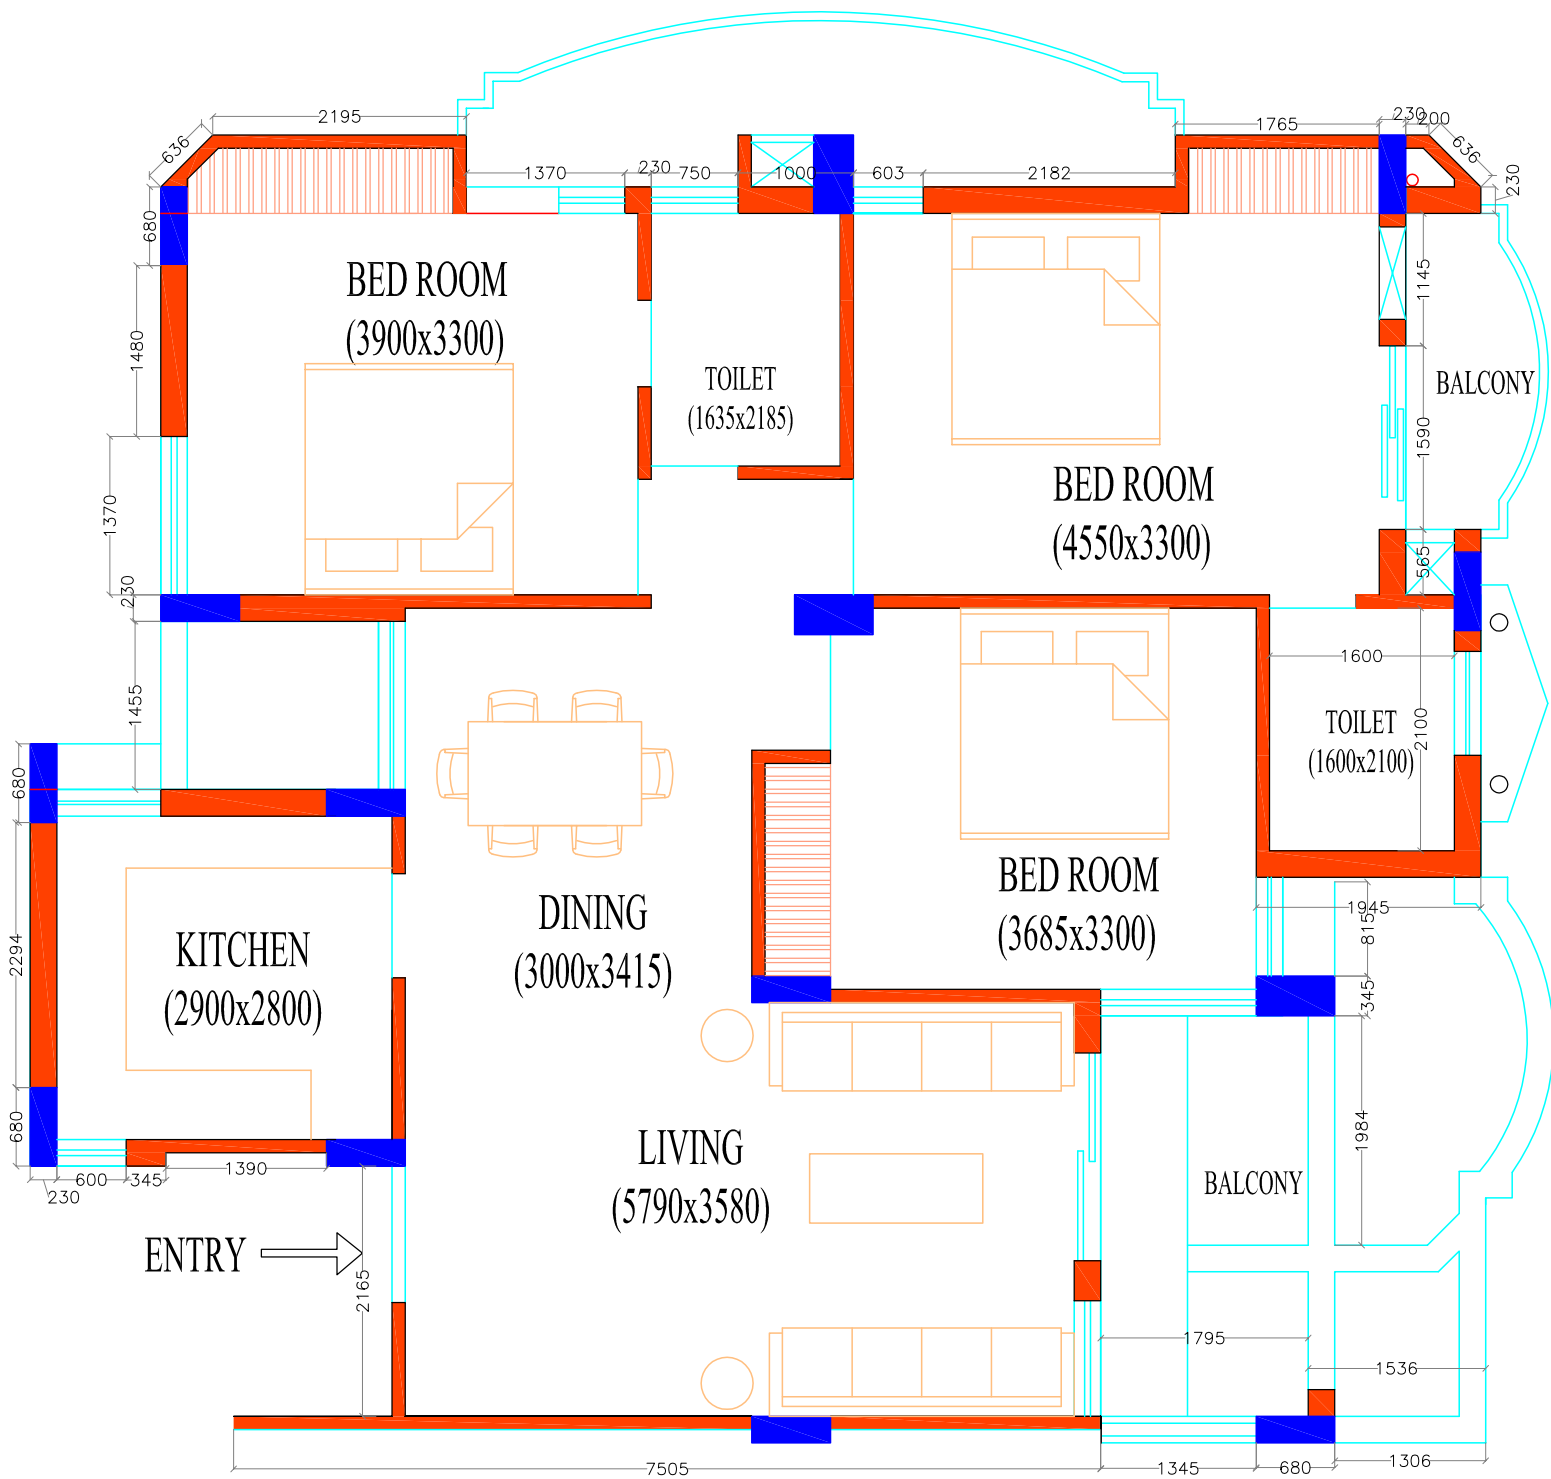 2195
1765
230
200
636
636
1370
230
750
1000
603
2182
230
680
BED ROOM
(3900x3300)
1145
1480
TOILET
(1635x2185)
BALCONY
1590
BED ROOM
(4550x3300)
1370
565
230
1600
1455
TOILET
(1600x2100)
2100
680
BED ROOM
(3685x3300)
DINING
(3000x3415)
1945
815
KITCHEN
(2900x2800)
2294
345
680
LIVING
(5790x3580)
1984
BALCONY
600
345
1390
230
ENTRY
2165
1795
1536
7505
1345
680
1306